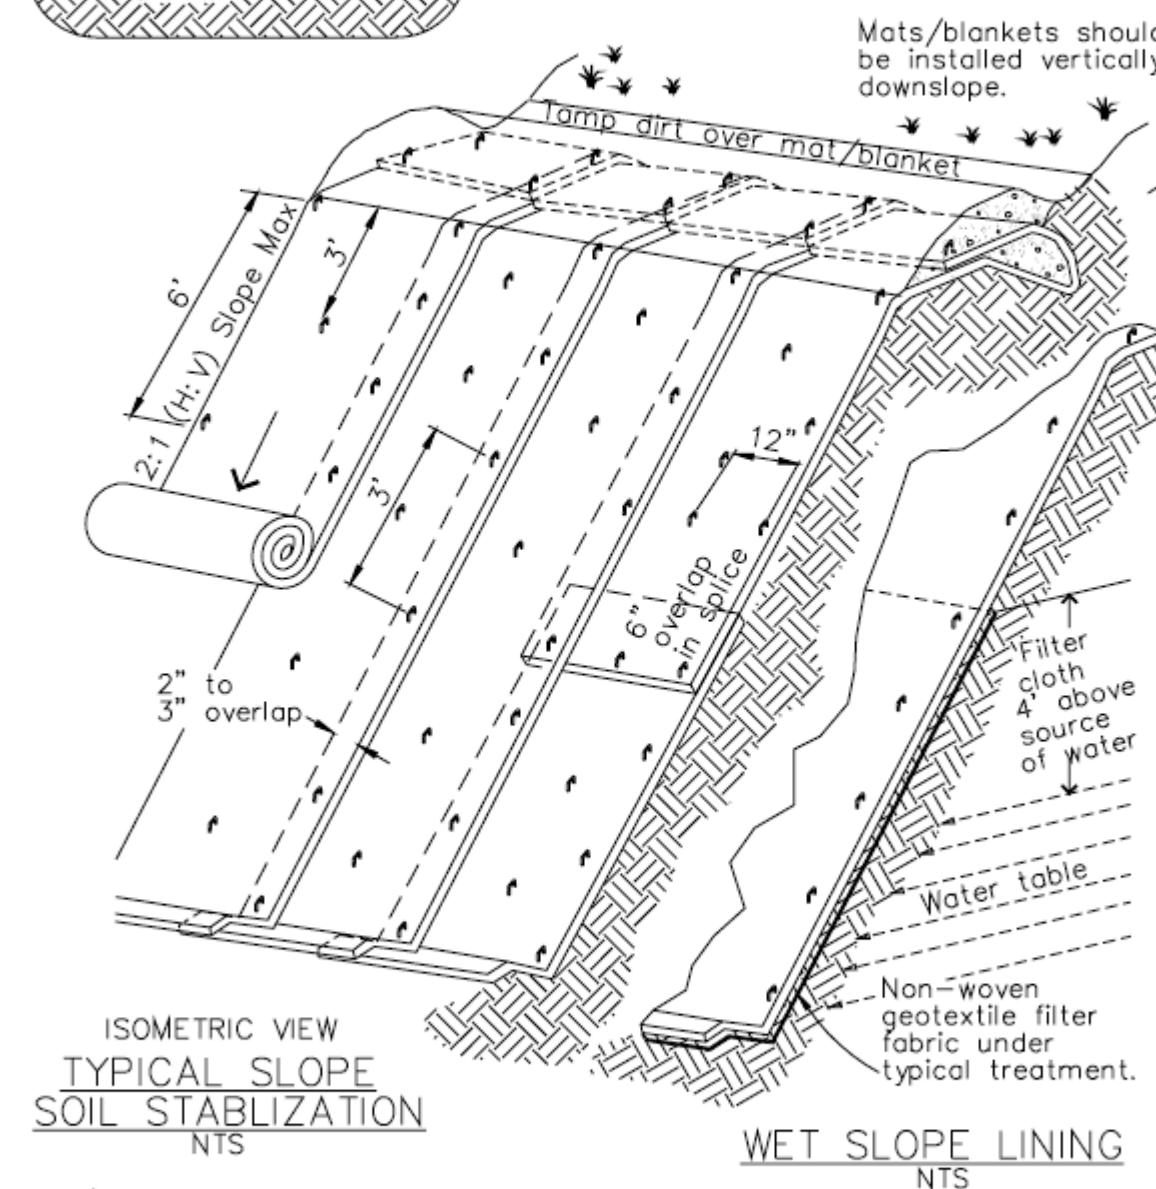 Mats/blankets should
be installed vertically
downslope.
Tamp dirt over mat/blanket
6'
3'
2:1 (H:V) Slope Max
12"
3'
6"
overlap
in splice
2" to
3" overlap
Filter
cloth
4' above
source
of water
Water table
Non-woven
geotextile filter
fabric under
typical treatment.
ISOMETRIC VIEW
TYPICAL SLOPE
SOIL STABLIZATION
NTS
WET SLOPE LINING
NTS